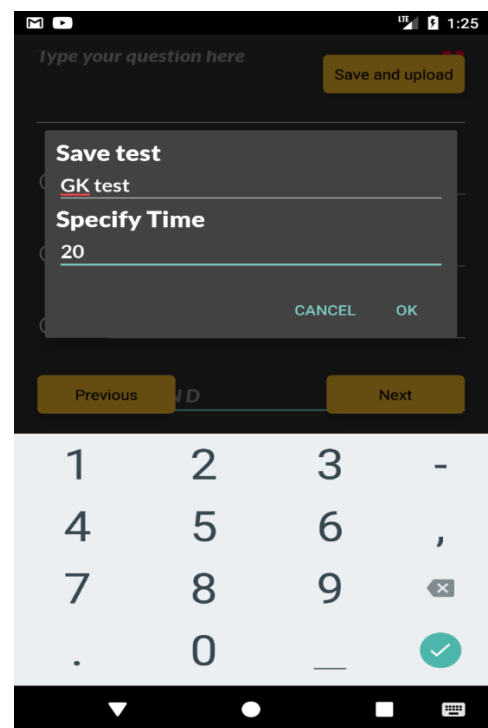 LTE 1:25
Type your question here
Save and upload
Save test
GK test
Specify Time
20
CANCEL OK
Previous N D Next
1 2 3 -
4 5 6 ,
7 8 9
. 0 _